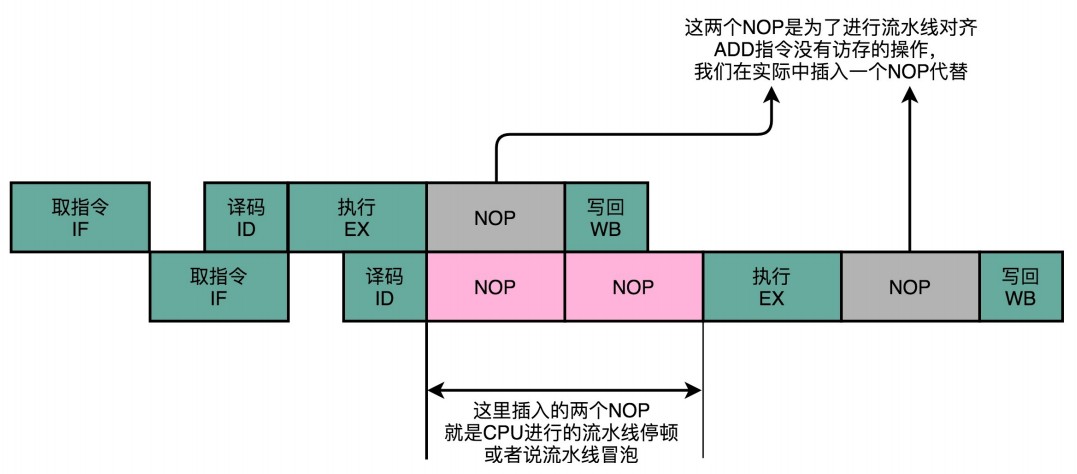 这两个NOP是为了进行流水线对齐
ADD指令没有访存的操作,
我们在实际中插入一个NOP代替
取指令
IF
译码
ID
执行
EX
NOP
写回
WB
取指令
IF
译码
ID
NOP
NOP
执行
EX
NOP
写回
WB
这里插入的两个NOP
就是CPU进行的流水线停顿
或者说流水线冒泡